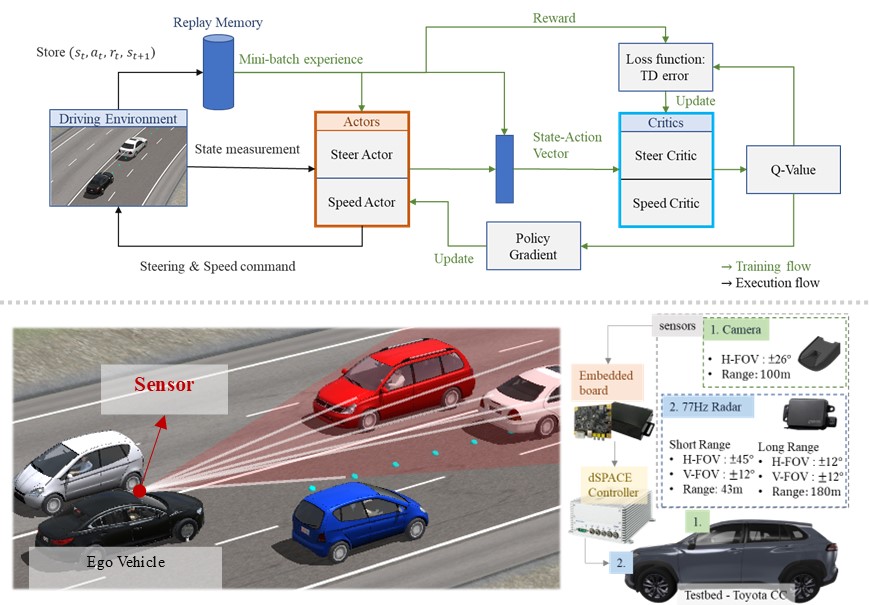 Reward
Replay Memory
Store (s_t, a_t, r_t, s_{t+1})
Mini-batch experience
Loss function:
TD error
Update
Driving Environment
Actors
Critics
State measurement
Steer Actor
Speed Actor
State-Action
Vector
Steer Critic
Speed Critic
Q-Value
Policy
Gradient
Update
Steering & Speed command
→ Training flow
→ Execution flow
Sensor
Ego Vehicle
sensors
1. Camera
• H-FOV : ±26°
• Range: 100m
Embedded
board
2. 77Hz Radar
Short Range
• H-FOV : ±45°
• V-FOV : ±12°
• Range: 43m
Long Range
• H-FOV : ±12°
• V-FOV : ±12°
• Range: 180m
dSPACE
Controller
1.
2.
Testbed - Toyota CC